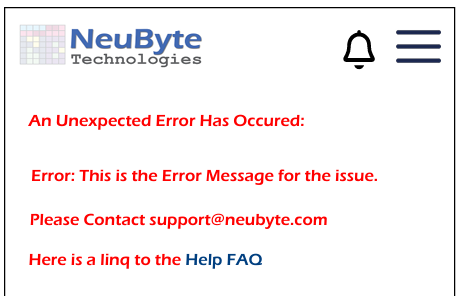 NeuByte
Technologies
An Unexpected Error Has Occured:
Error: This is the Error Message for the issue.
Please Contact support@neubyte.com
Here is a linq to the Help FAQ